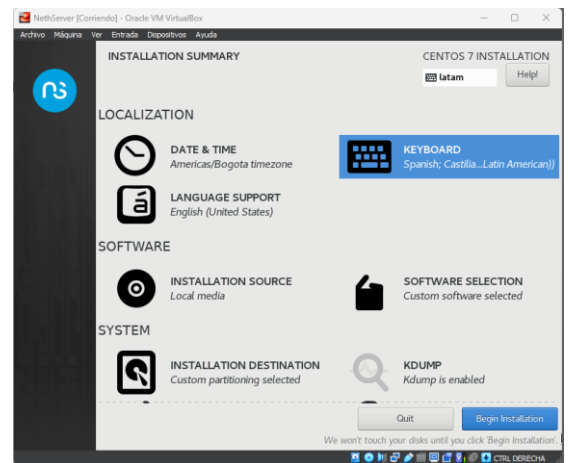 NethServer [Corriendo] - Oracle VM VirtualBox
Archivo Máquina Ver Entrada Dispositivos Ayuda
INSTALLATION SUMMARY
CENTOS 7 INSTALLATION
latam
Help!
LOCALIZATION
DATE & TIME
Americas/Bogota timezone
KEYBOARD
Spanish; Castilia...Latin American))
LANGUAGE SUPPORT
English (United States)
SOFTWARE
INSTALLATION SOURCE
Local media
SOFTWARE SELECTION
Custom software selected
SYSTEM
INSTALLATION DESTINATION
Custom partitioning selected
KDUMP
Kdump is enabled
Quit
Begin Installation
We won't touch your disks until you click 'Begin Installation'.
CTRL DERECHA